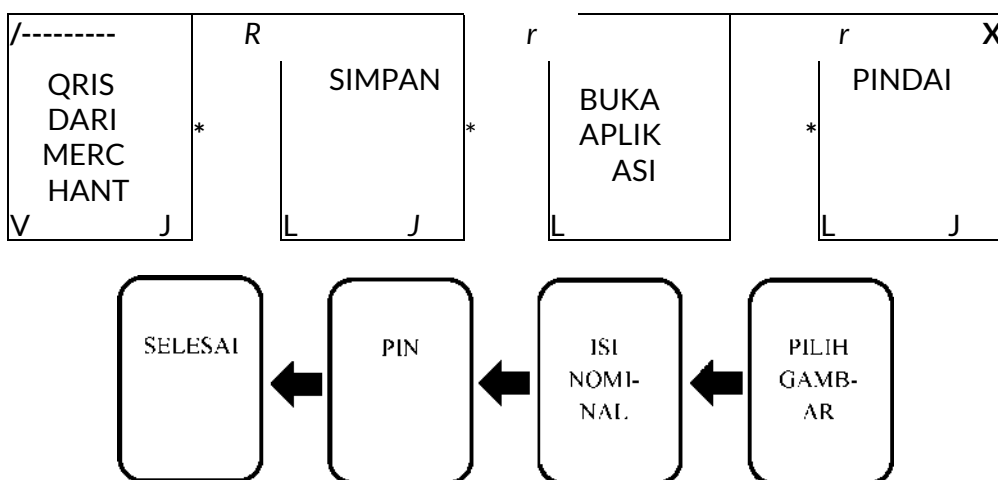 /--------- R r r X
QRIS
DARI
MERC
HANT
SIMPAN
BUKA
APLIK
ASI
PINDAI
* * *
V J L J L L J
SELESAI
PIN
ISI
NOMI-
NAL
PILIH
GAMB-
AR